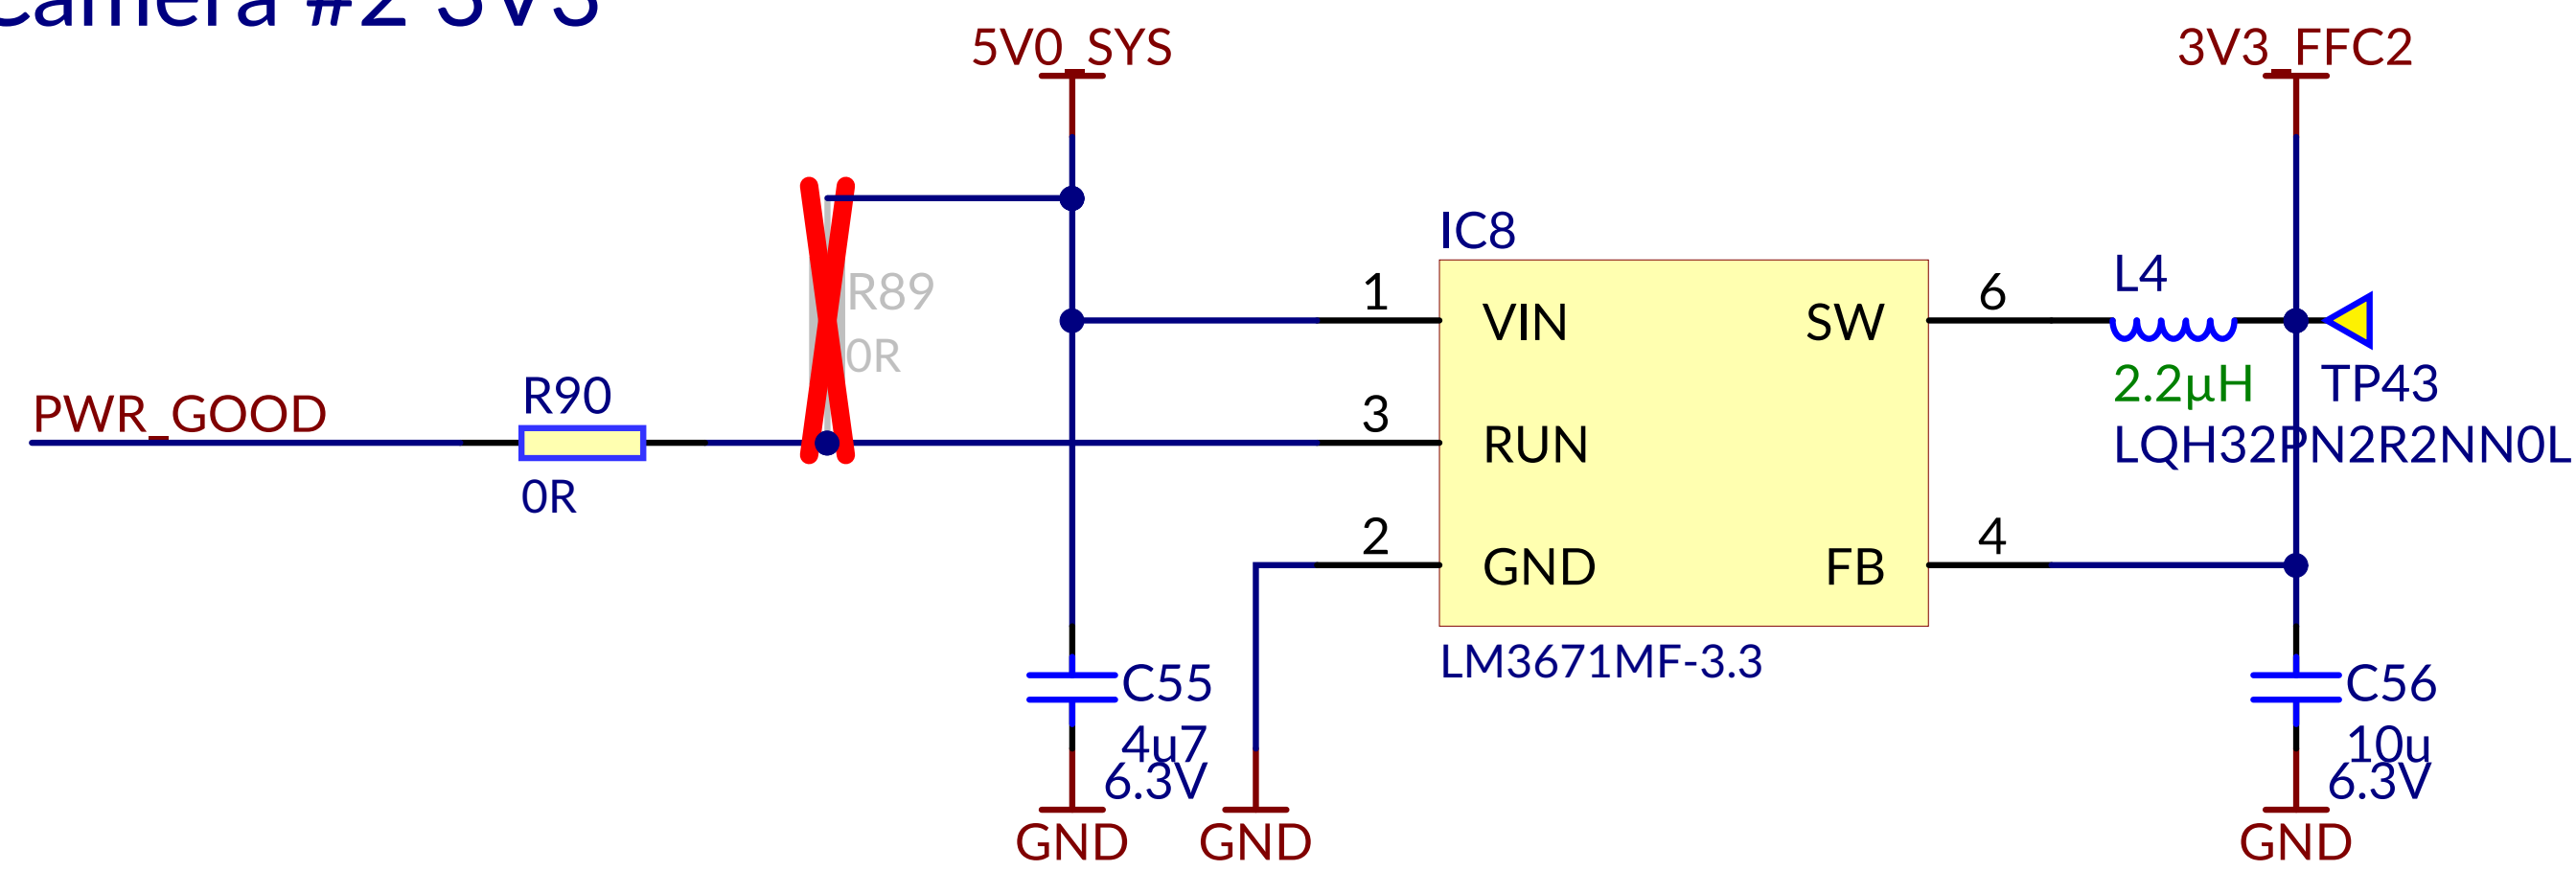 Camera #2 3V3
5V0_SYS
3V3_FFC2
IC8
R89
0R
1
VIN
SW
6
L4
2.2µH
TP43
LQH32PN2R2NN0L
PWR_GOOD
R90
0R
3
RUN
2
GND
FB
4
LM3671MF-3.3
C55
4u7
6.3V
C56
10u
6.3V
GND
GND
GND